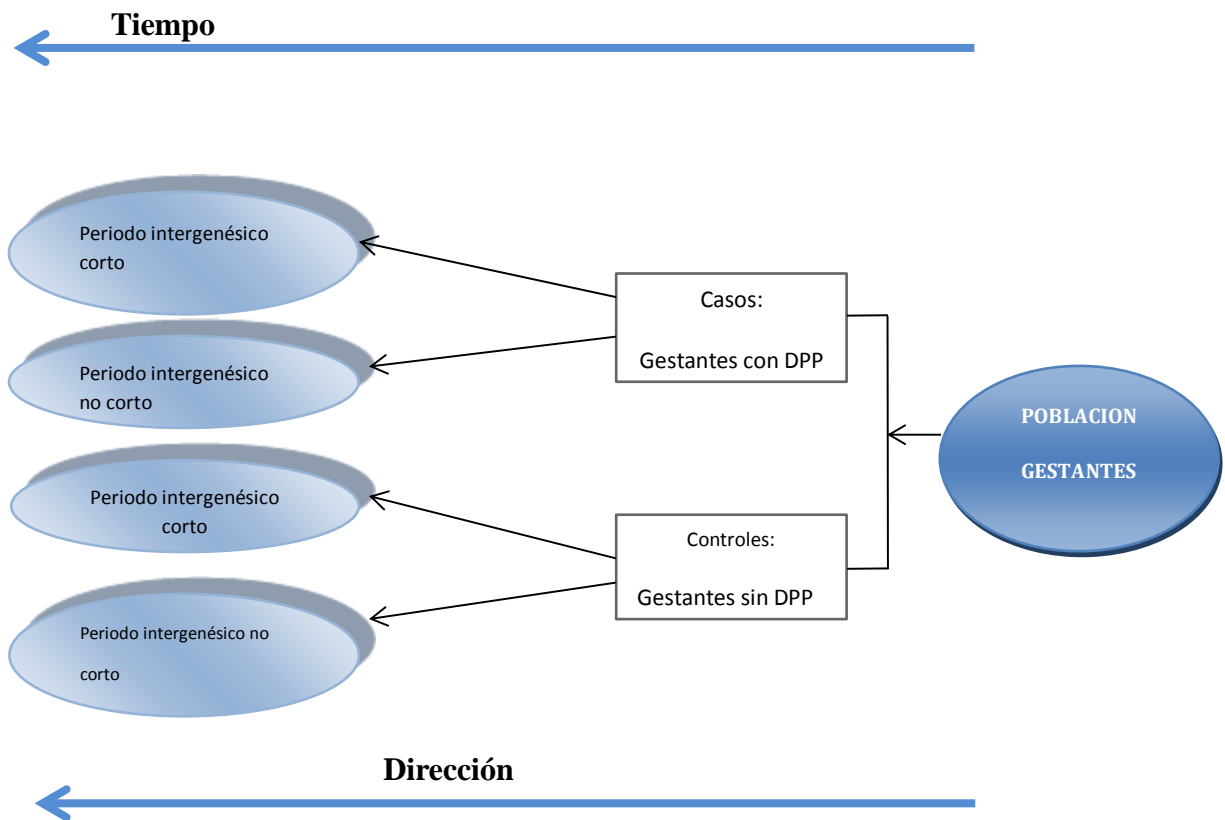 Tiempo
Periodo intergenésico
corto
Periodo intergenésico
no corto
Periodo intergenésico
corto
Periodo intergenésico no
corto
Casos:
Gestantes con DPP
Controles:
Gestantes sin DPP
POBLACION
GESTANTES
Dirección